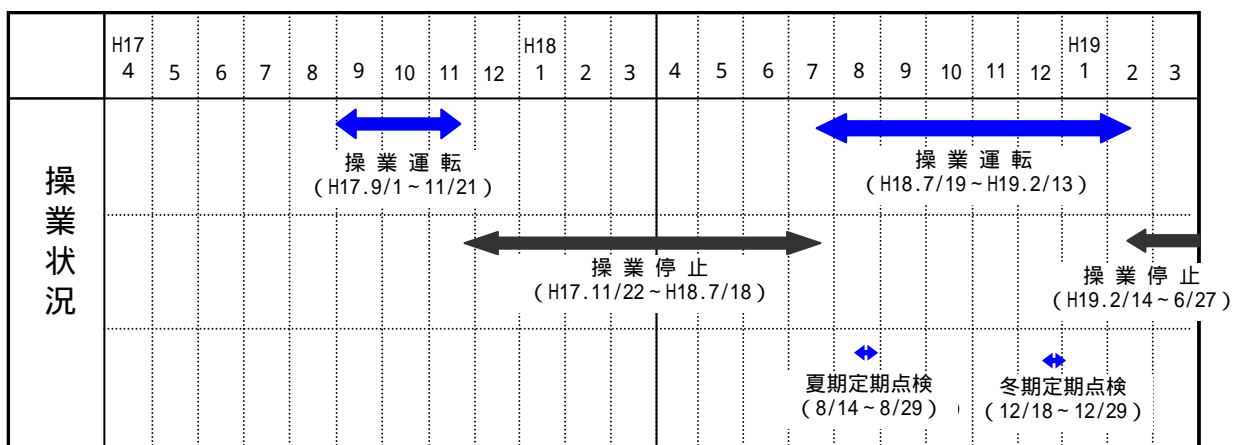 H17 H18 H19
4 5 6 7 8 9 10 11 12 1 2 3 4 5 6 7 8 9 10 11 12 1 2 3
操業状況
操業運転
(H17.9/1~11/21)
操業運転
(H18.7/19~H19.2/13)
操業停止
(H17.11/22~H18.7/18)
操業停止
(H19.2/14~6/27)
夏期定期点検
(8/14~8/29)
冬期定期点検
(12/18~12/29)